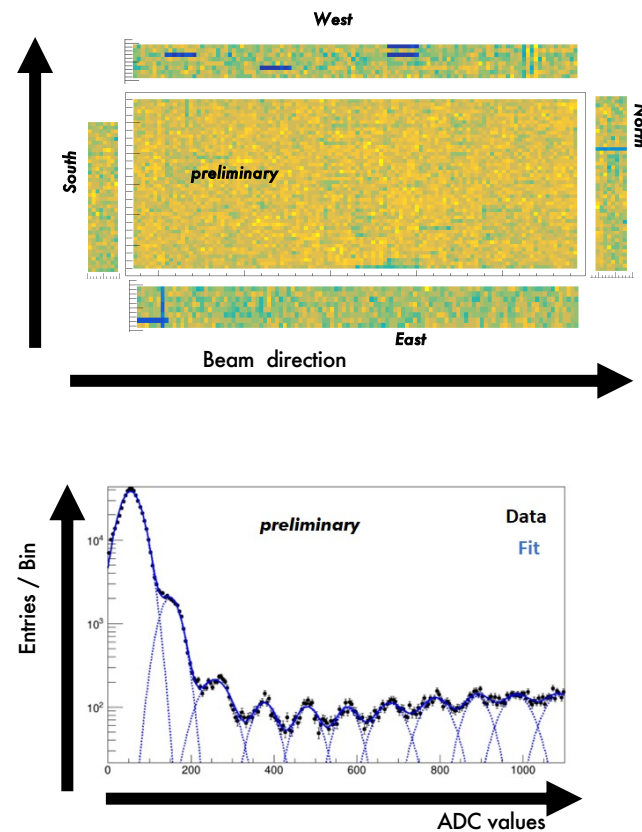 West
South
North
preliminary
East
Beam direction
preliminary
Data
Fit
Entries / Bin
10⁴
10³
10²
0
200
400
600
800
1000
ADC values